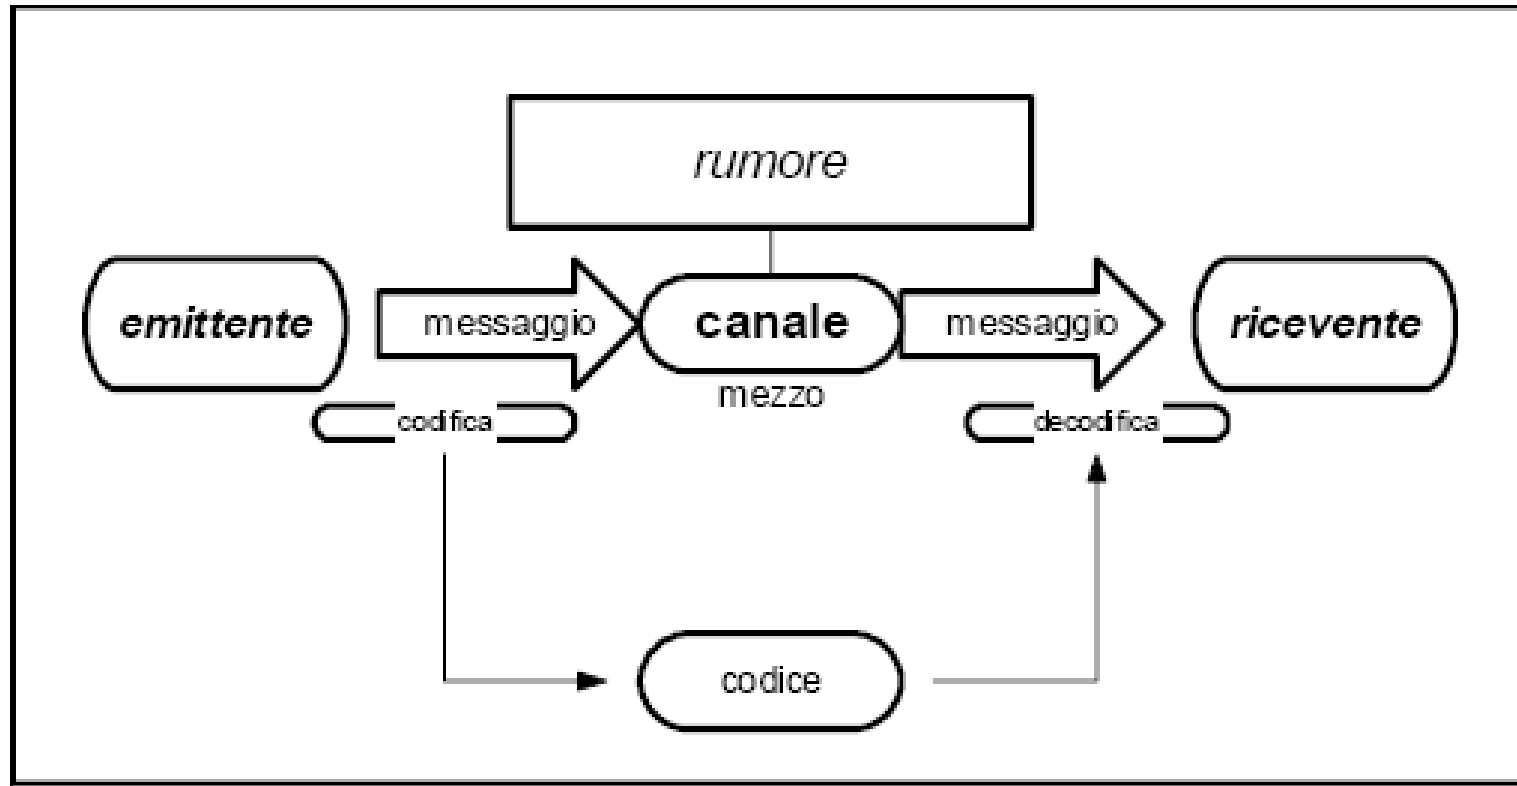 rumore
emittente
messaggio
canale
messaggio
ricevente
mezzo
codifica
decodifica
codice